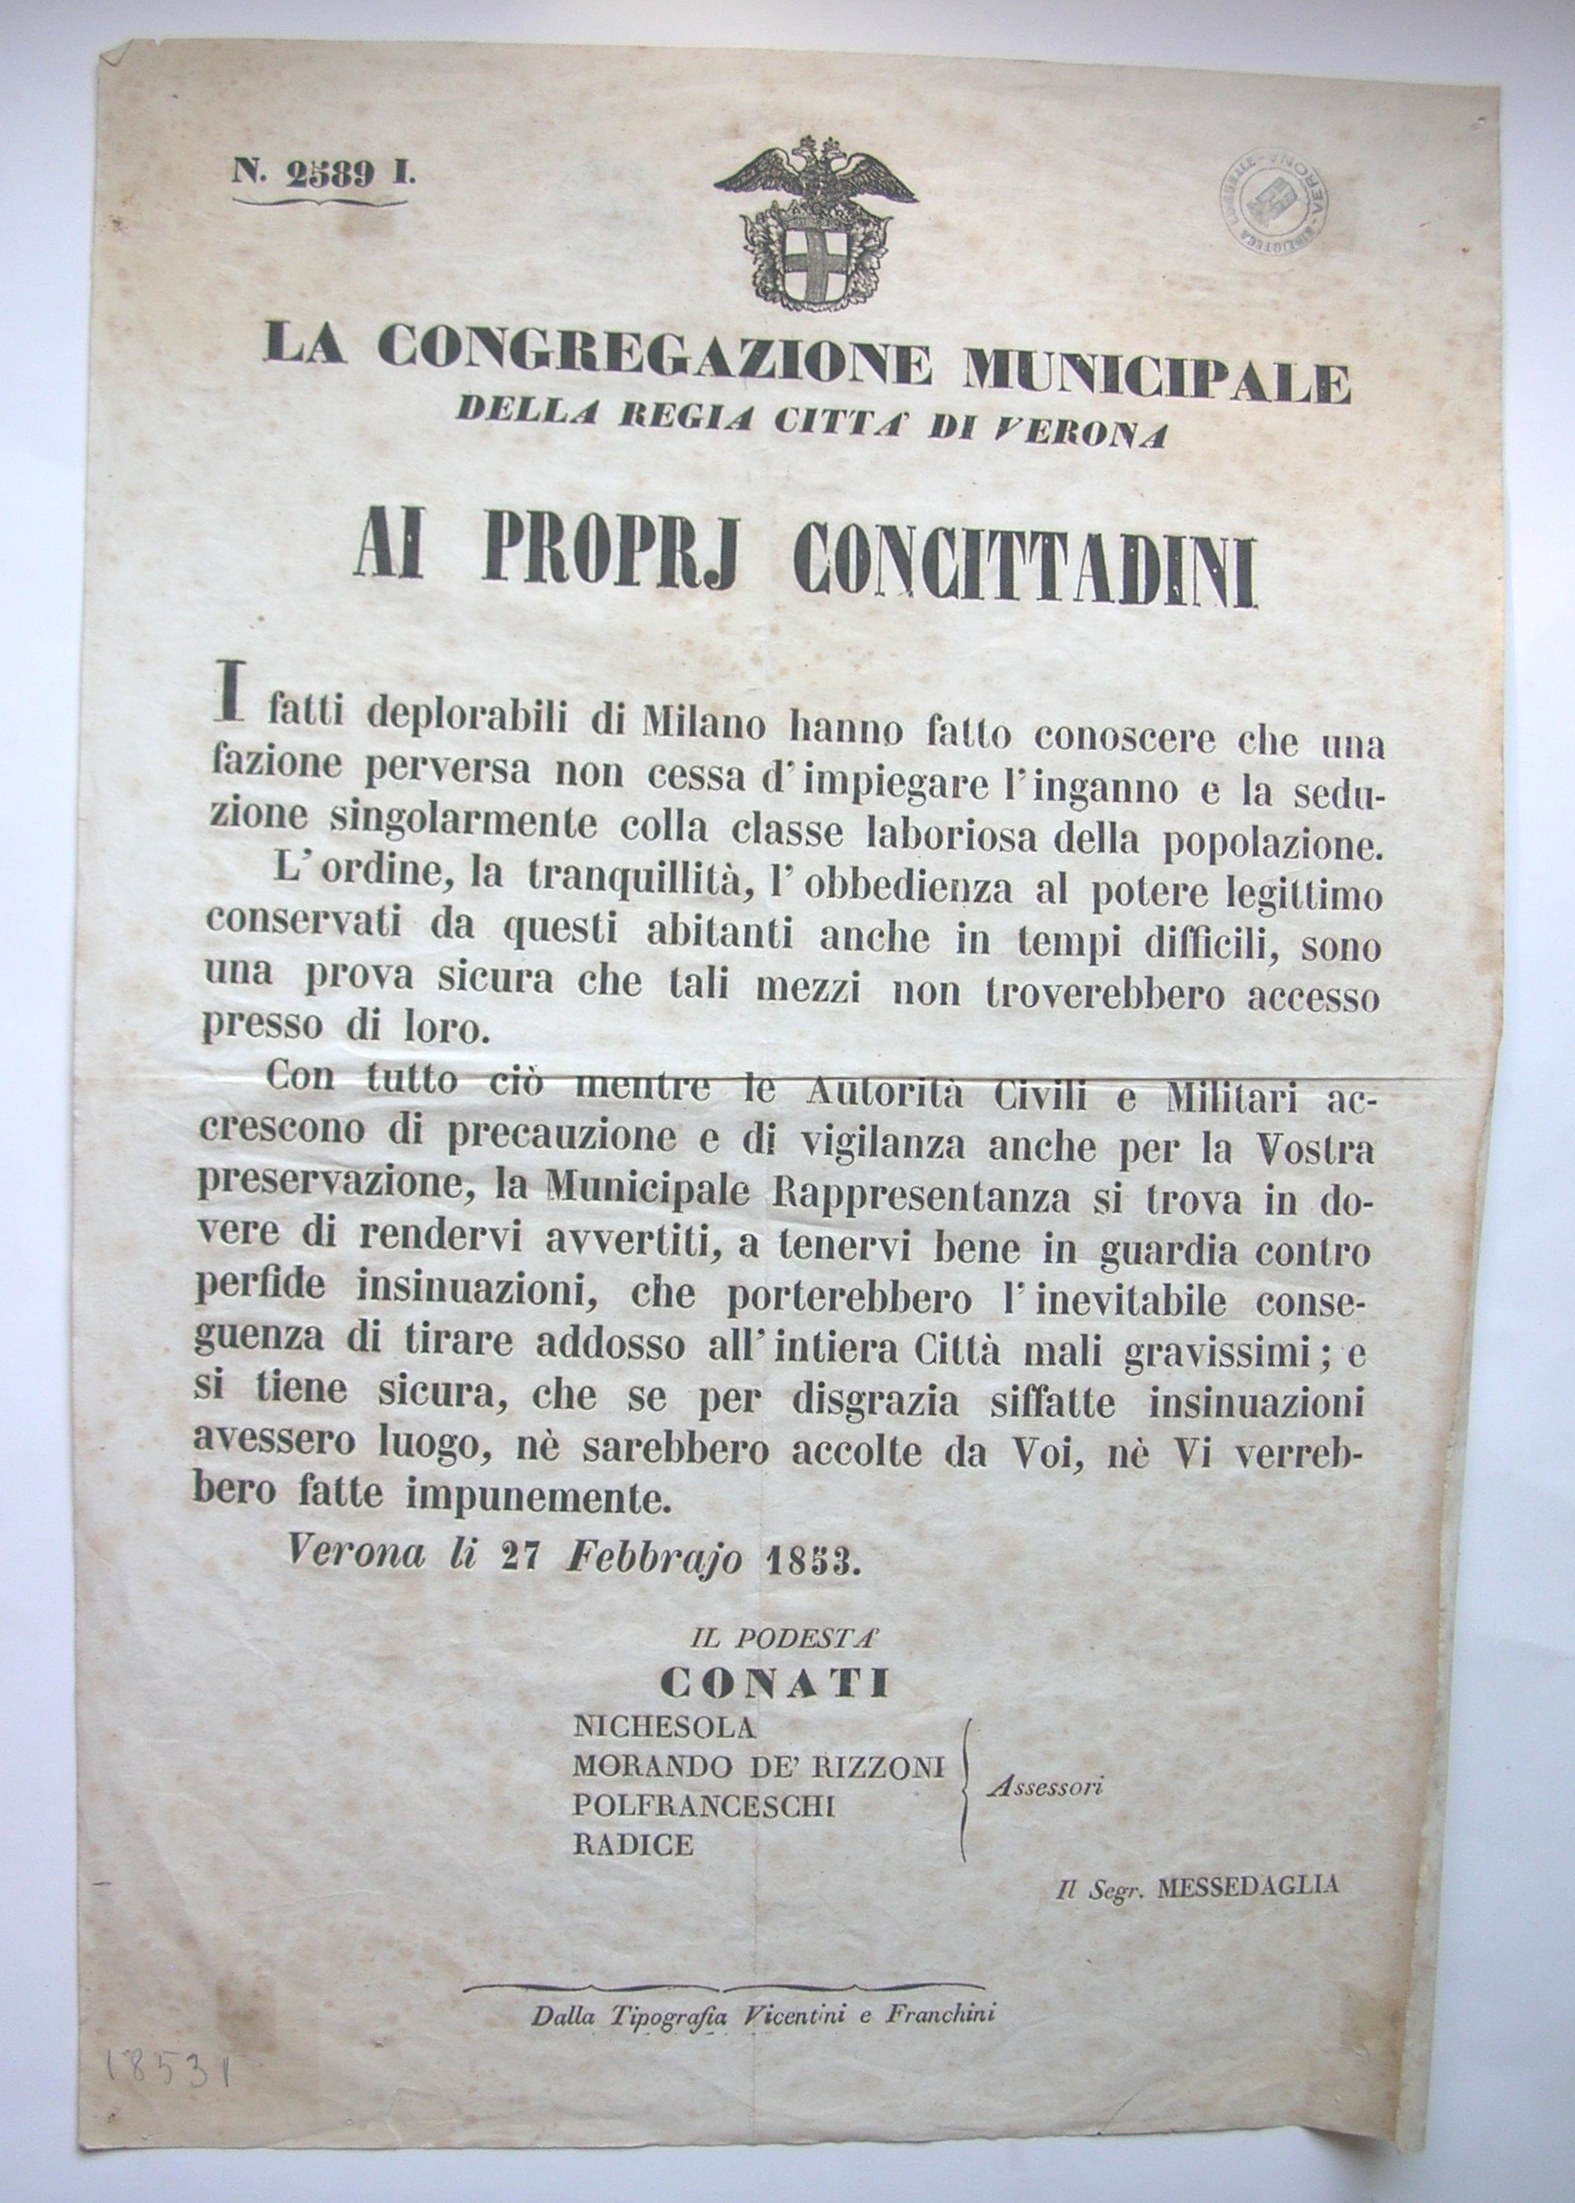 N. 2589 I.
BIBLIOTECA COMUNALE - VERONA -
LA CONGREGAZIONE MUNICIPALE
DELLA REGIA CITTA' DI VERONA
AI PROPRJ CONCITTADINI
I fatti deplorabili di Milano hanno fatto conoscere che una
fazione perversa non cessa d'impiegare l'inganno e la sedu-
zione singolarmente colla classe laboriosa della popolazione.
L'ordine, la tranquillità, l'obbedienza al potere legittimo
conservati da questi abitanti anche in tempi difficili, sono
una prova sicura che tali mezzi non troverebbero accesso
presso di loro.
Con tutto ciò mentre le Autorità Civili e Militari ac-
crescono di precauzione e di vigilanza anche per la Vostra
preservazione, la Municipale Rappresentanza si trova in do-
vere di rendervi avvertiti, a tenervi bene in guardia contro
perfide insinuazioni, che porterebbero l'inevitabile conse-
guenza di tirare addosso all'intiera Città mali gravissimi; e
si tiene sicura, che se per disgrazia siffatte insinuazioni
avessero luogo, nè sarebbero accolte da Voi, nè Vi verreb-
bero fatte impunemente.
Verona li 27 Febbrajo 1853.
IL PODESTA'
CONATI
NICHESOLA
MORANDO DE' RIZZONI
POLFRANCESCHI
RADICE
Assessori
Il Segr. MESSEDAGLIA
Dalla Tipografia Vicentini e Franchini
18531